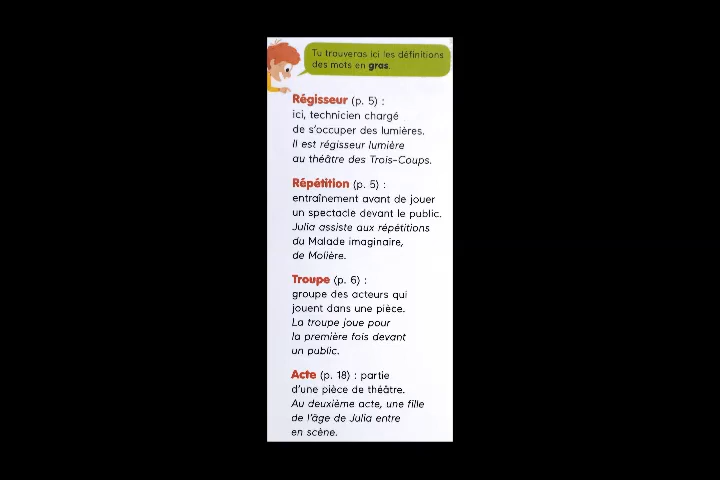 Tu trouveras ici les définitions
des mots en gras.
Régisseur (p. 5) :
ici, technicien chargé
de s'occuper des lumières.
Il est régisseur lumière
au théâtre des Trois-Coups.
Répétition (p. 5) :
entraînement avant de jouer
un spectacle devant le public.
Julia assiste aux répétitions
du Malade imaginaire,
de Molière.
Troupe (p. 6) :
groupe des acteurs qui
jouent dans une pièce.
La troupe joue pour
la première fois devant
un public.
Acte (p. 18) : partie
d'une pièce de théâtre.
Au deuxième acte, une fille
de l'âge de Julia entre
en scène.